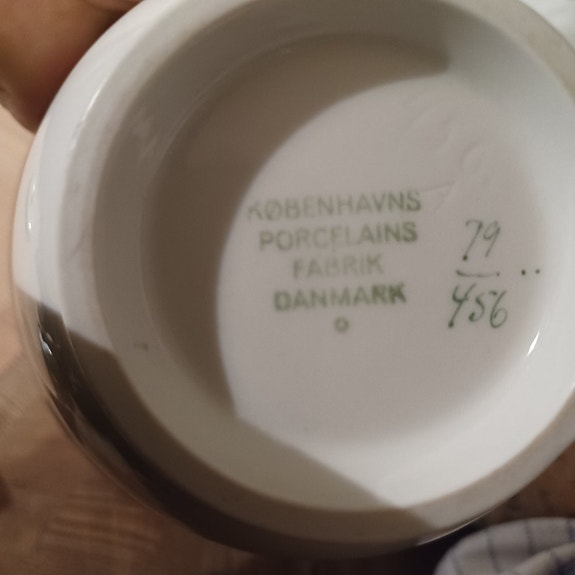 KØBENHAVNS
PORCELAINS
FABRIK
DANMARK
79
456